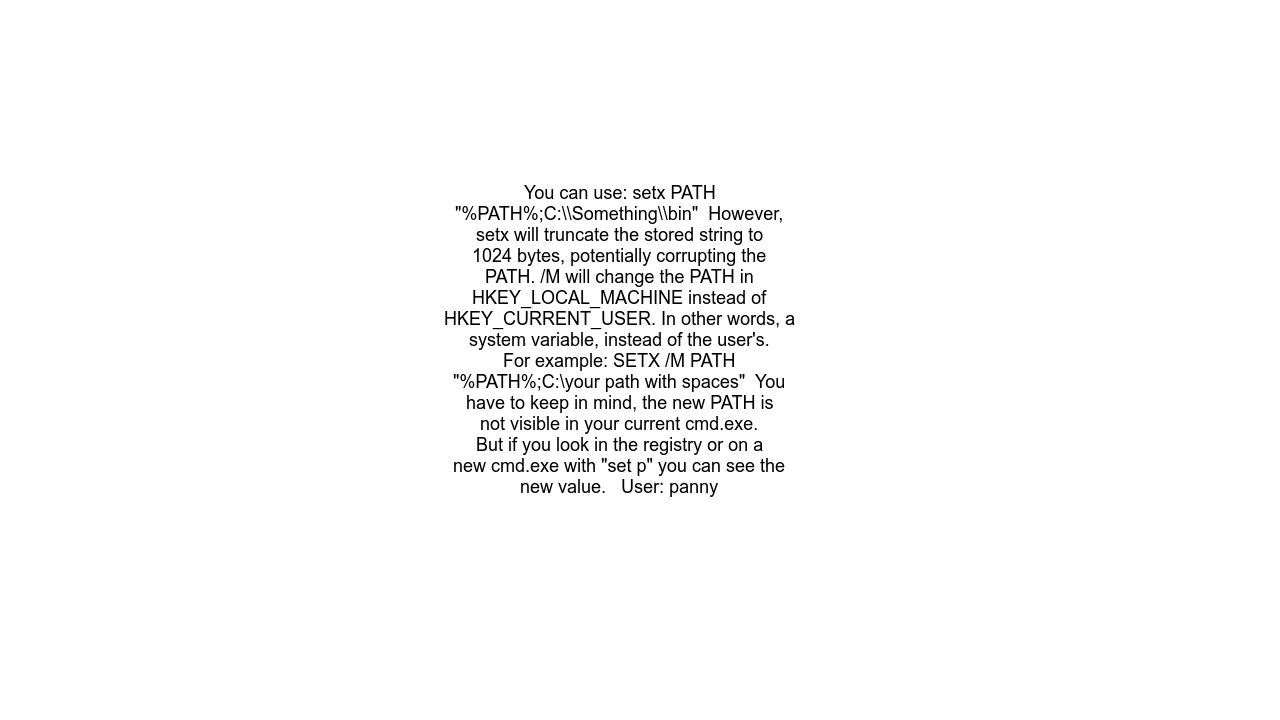 You can use: setx PATH
"%PATH%;C:\\Something\\bin"  However,
setx will truncate the stored string to
1024 bytes, potentially corrupting the
PATH. /M will change the PATH in
HKEY_LOCAL_MACHINE instead of
HKEY_CURRENT_USER. In other words, a
system variable, instead of the user's.
For example: SETX /M PATH
"%PATH%;C:\your path with spaces"  You
have to keep in mind, the new PATH is
not visible in your current cmd.exe.
But if you look in the registry or on a
new cmd.exe with "set p" you can see the
new value.   User: panny